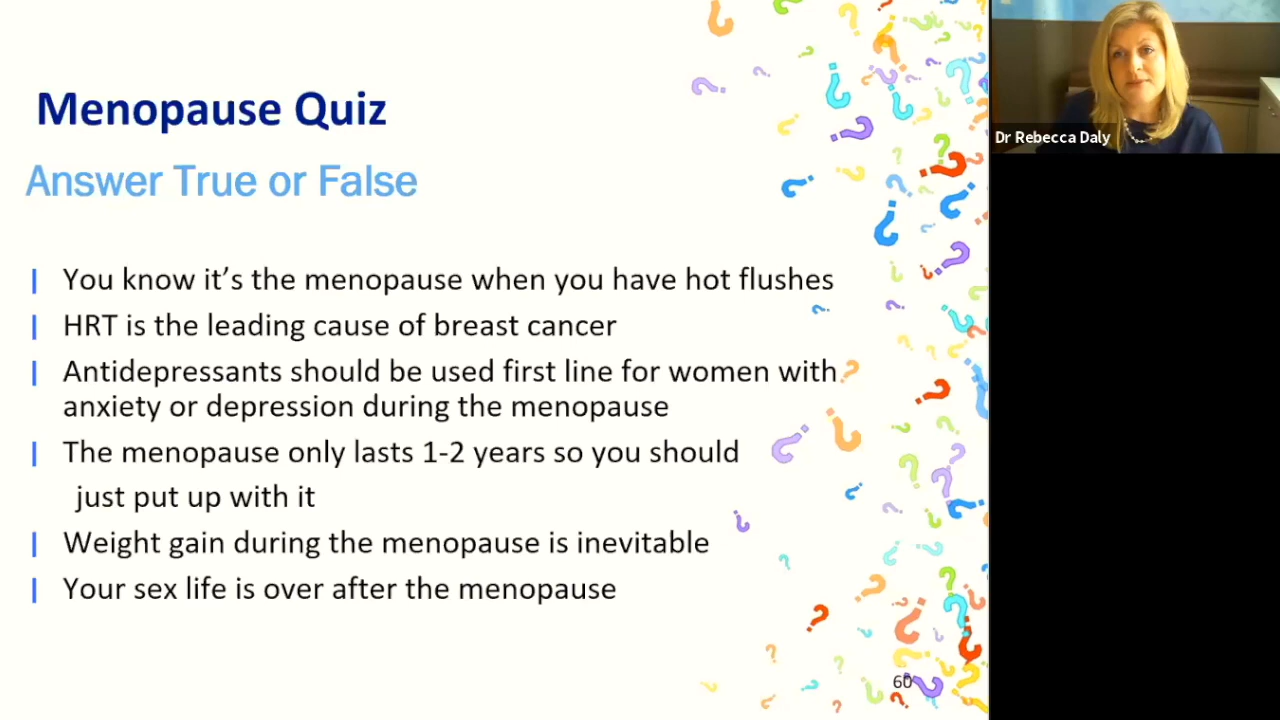 Menopause Quiz
Answer True or False
You know it’s the menopause when you have hot flushes
HRT is the leading cause of breast cancer
Antidepressants should be used first line for women with
anxiety or depression during the menopause
The menopause only lasts 1-2 years so you should
just put up with it
Weight gain during the menopause is inevitable
Your sex life is over after the menopause
60
Dr Rebecca Daly